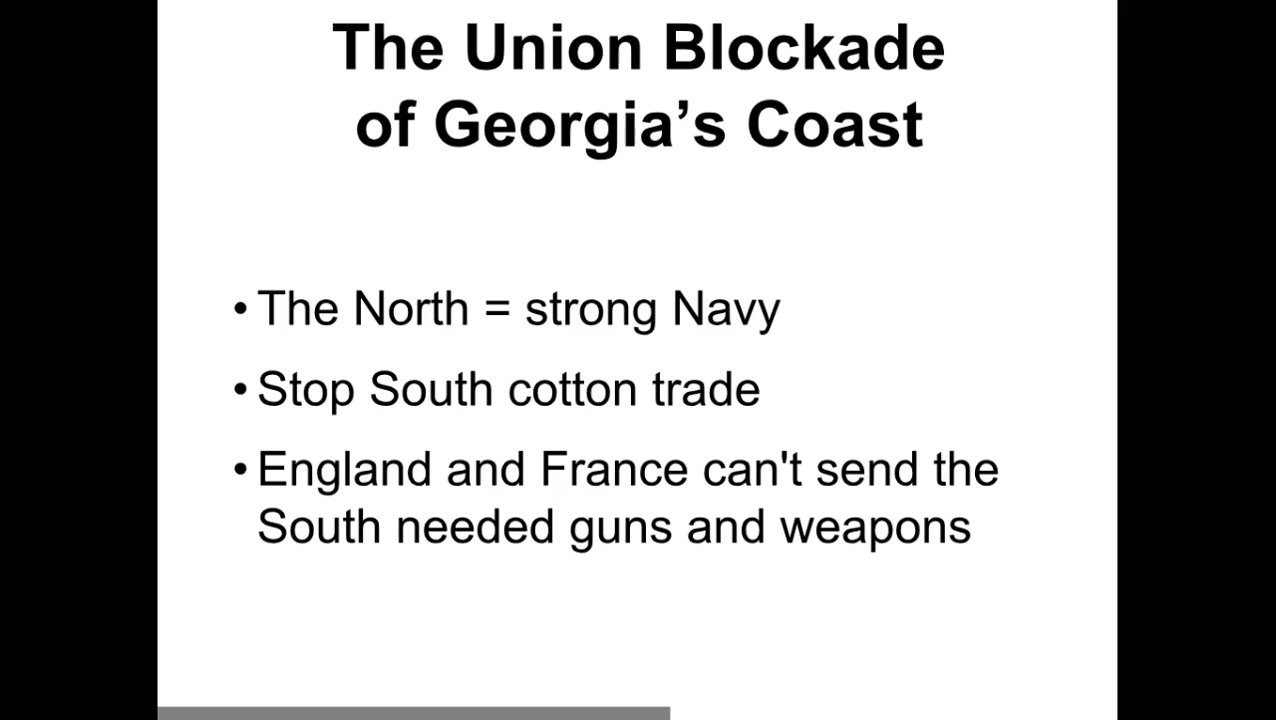 The Union Blockade
of Georgia’s Coast
• The North = strong Navy
• Stop South cotton trade
• England and France can't send the
South needed guns and weapons